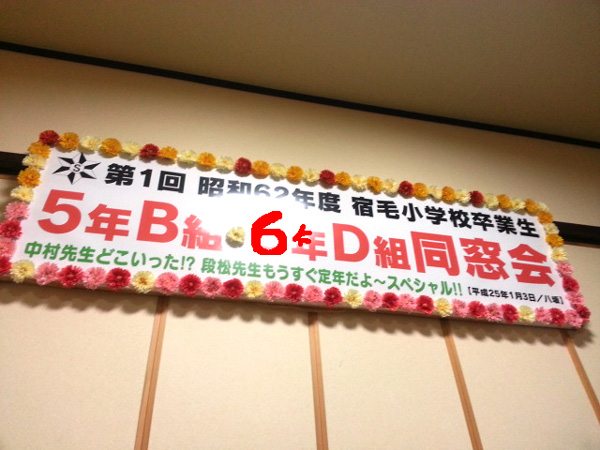 S
第1回 昭和62年度 宿毛小学校卒業生
5年B組・6年D組同窓会
中村先生どこいった!? 段松先生もうすぐ定年だよ〜スペシャル!! [平成25年1月3日/八坂]